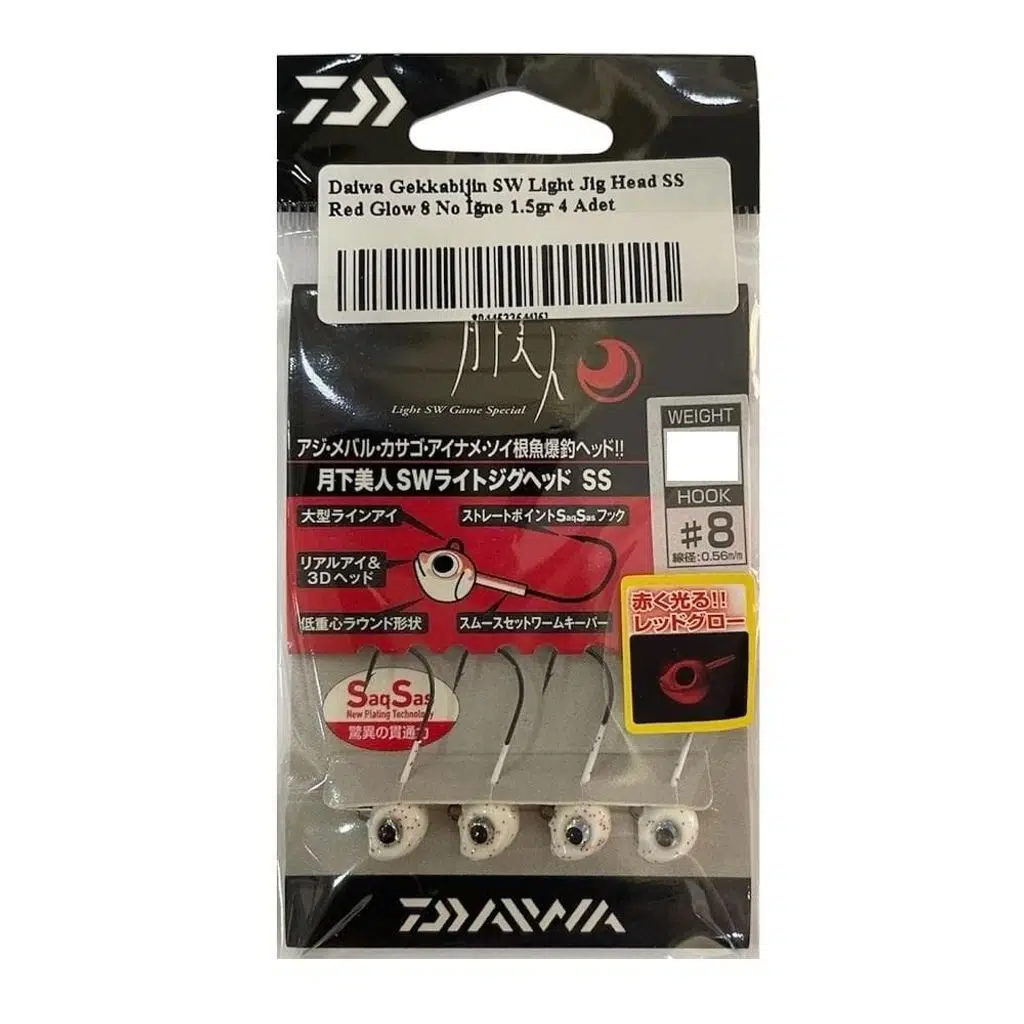 Daiwa Gekkabijin SW Light Jig Head SS
Red Glow 8 No İğne 1.5gr 4 Adet
月下美人
Light SW Game Special
アジ・メバル・カサゴ・アイナメ・ソイ根魚爆釣ヘッド!!
月下美人SWライトジグヘッド SS
WEIGHT
HOOK
#8
線径:0.56m/m
大型ラインアイ
ストレートポイントSaqSasフック
リアルアイ&
3Dヘッド
低重心ラウンド形状
スムースセットワームキーパー
赤く光る!!
レッドグロー
SaqSas
New Plating Technology
驚異の貫通力
DAIWA